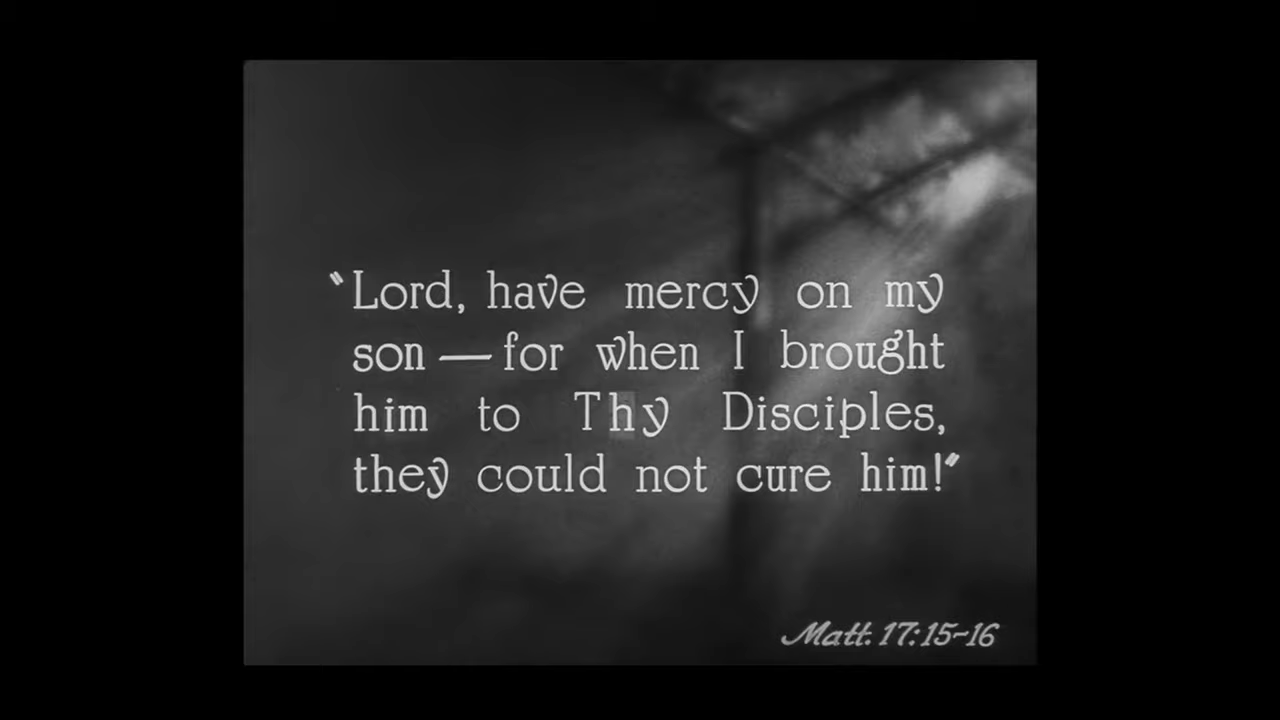 "Lord, have mercy on my
son — for when I brought
him to Thy Disciples,
they could not cure him!"
Matt. 17:15-16